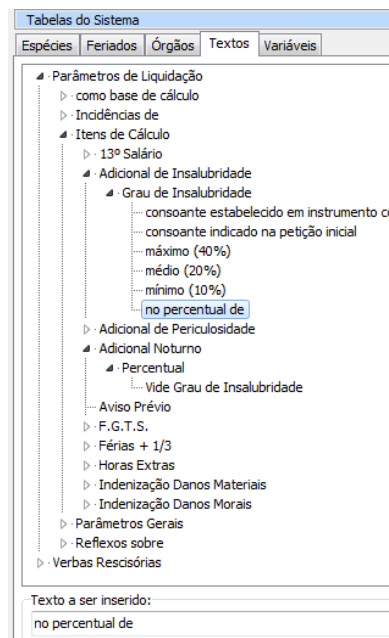 Tabelas do Sistema
Espécies Feriados Órgãos Textos Variáveis
Parâmetros de Liquidação
como base de cálculo
Incidências de
Itens de Cálculo
13º Salário
Adicional de Insalubridade
Grau de Insalubridade
consoante estabelecido em instrumento c
consoante indicado na petição inicial
máximo (40%)
médio (20%)
mínimo (10%)
no percentual de
Adicional de Periculosidade
Adicional Noturno
Percentual
Vide Grau de Insalubridade
Aviso Prévio
F.G.T.S.
Férias + 1/3
Horas Extras
Indenização Danos Materiais
Indenização Danos Morais
Parâmetros Gerais
Reflexos sobre
Verbas Rescisórias
Texto a ser inserido:
no percentual de